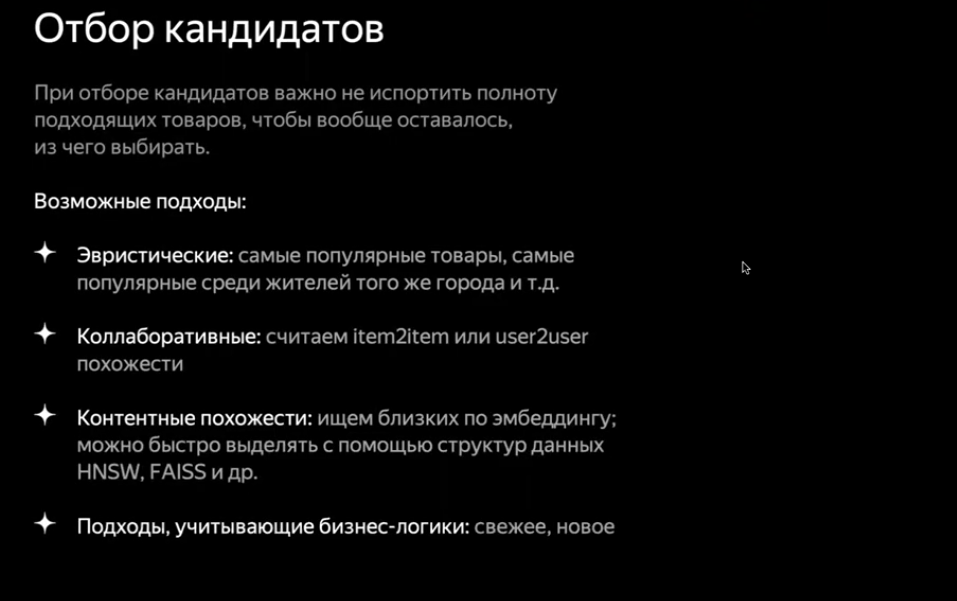 Отбор кандидатов
При отборе кандидатов важно не испортить полноту
подходящих товаров, чтобы вообще оставалось,
из чего выбирать.
Возможные подходы:
Эвристические: самые популярные товары, самые
популярные среди жителей того же города и т.д.
Коллаборативные: считаем item2item или user2user
похожести
Контентные похожести: ищем близких по эмбеддингу;
можно быстро выделять с помощью структур данных
HNSW, FAISS и др.
Подходы, учитывающие бизнес-логики: свежее, новое